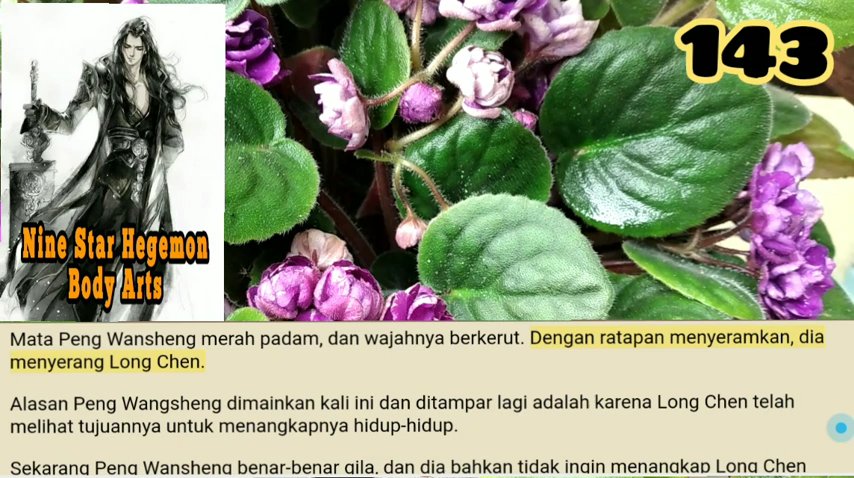 143
Nine Star Hegemon
Body Arts
Mata Peng Wansheng merah padam, dan wajahnya berkerut. Dengan ratapan menyeramkan, dia
menyerang Long Chen.
Alasan Peng Wangsheng dimainkan kali ini dan ditampar lagi adalah karena Long Chen telah
melihat tujuannya untuk menangkapnya hidup-hidup.
Sekarang Peng Wansheng benar-benar gila, dan dia bahkan tidak ingin menangkap Long Chen